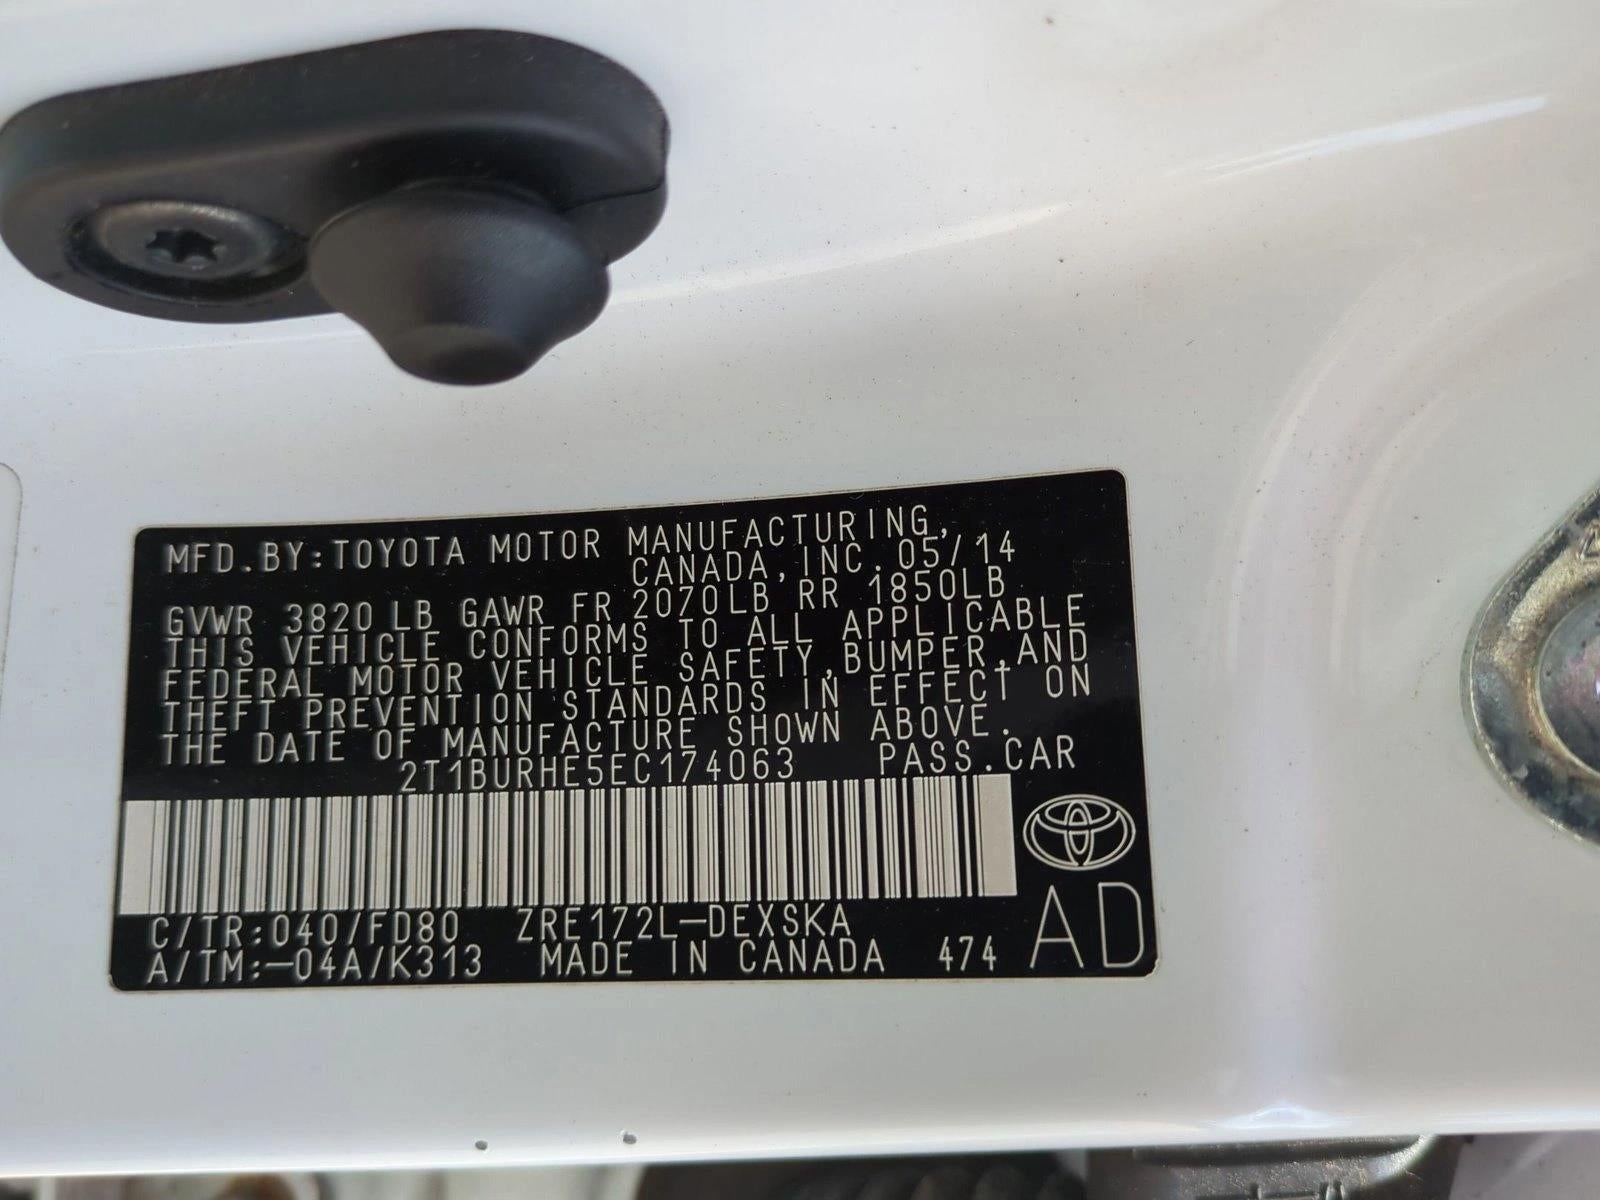 MFD.BY:TOYOTA MOTOR MANUFACTURING,
CANADA,INC.05/14
GVWR 3820 LB GAWR FR 2070LB RR 1850LB
THIS VEHICLE CONFORMS TO ALL APPLICABLE
FEDERAL MOTOR VEHICLE SAFETY,BUMPER,AND
THEFT PREVENTION STANDARDS IN EFFECT ON
THE DATE OF MANUFACTURE SHOWN ABOVE.
2T1BURHE5EC174063 PASS.CAR
C/TR:040/FD80 ZRE172L-DEXSKA
A/TM:-04A/K313 MADE IN CANADA 474 AD